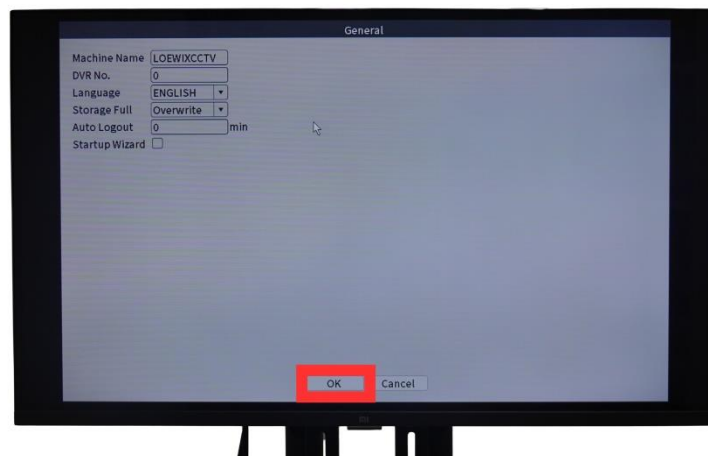 General
Machine Name LOEWIXCCTV
DVR No. 0
Language ENGLISH
Storage Full Overwrite
Auto Logout 0 min
Startup Wizard
OK Cancel